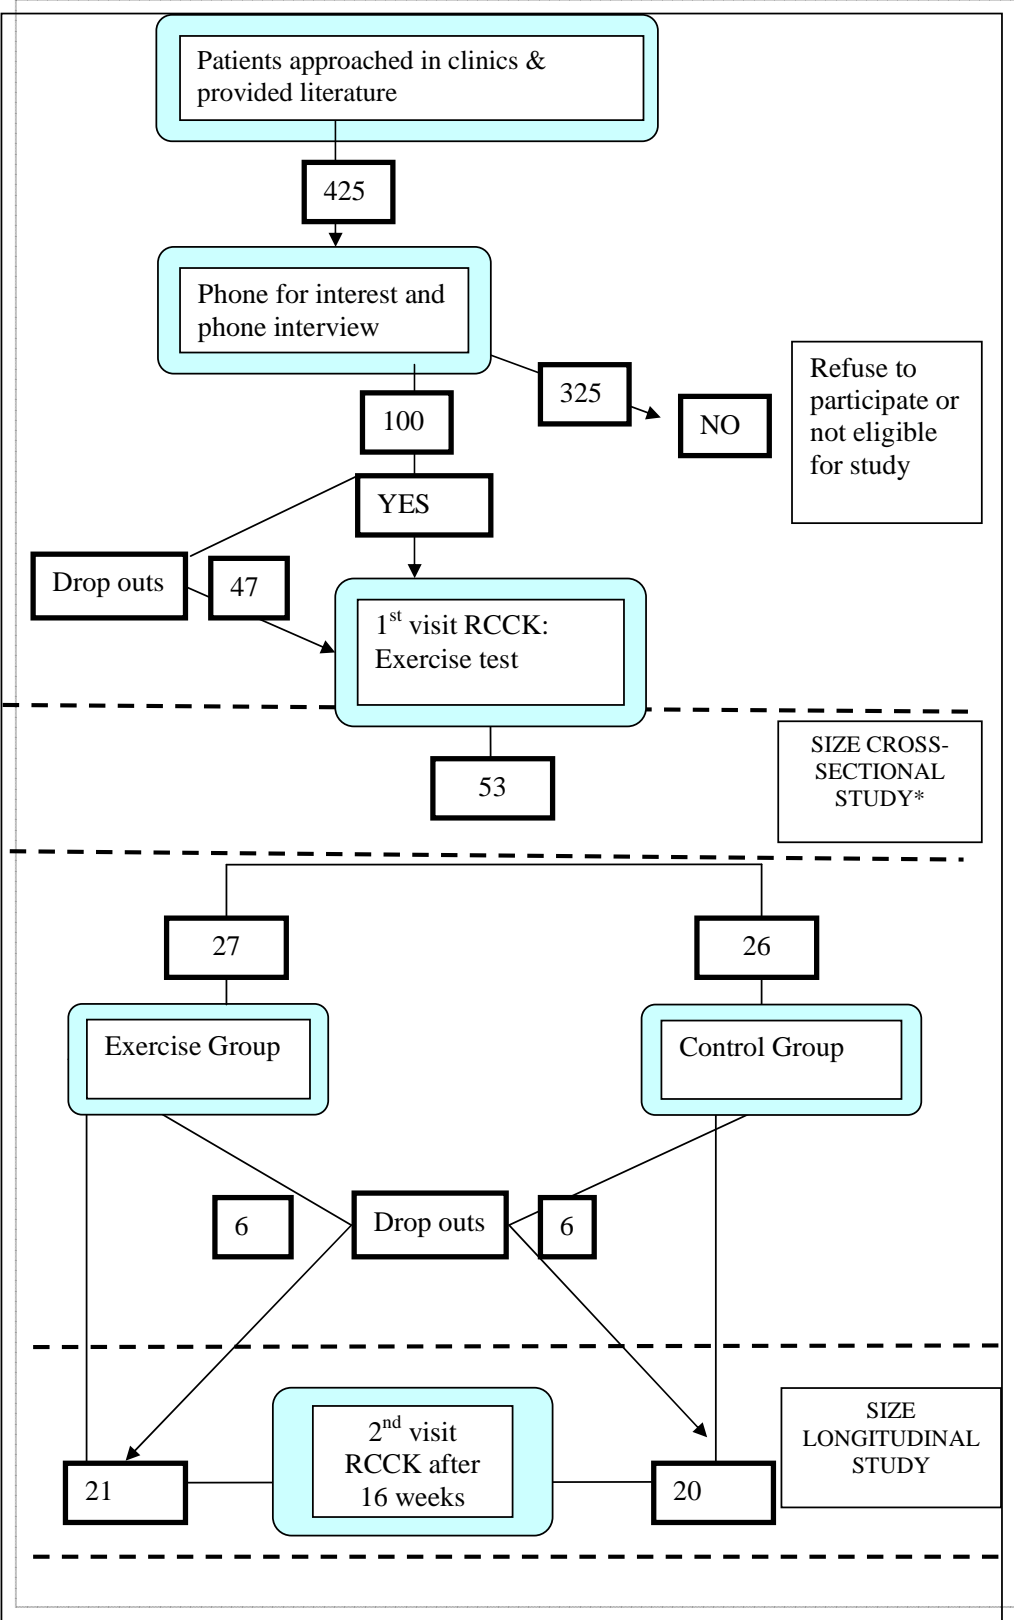 Patients approached in clinics &
provided literature
425
Phone for interest and
phone interview
325
100
NO
Refuse to
participate or
not eligible
for study
YES
Drop outs
47
1st visit RCCK:
Exercise test
SIZE CROSS-
SECTIONAL
STUDY*
53
27
26
Exercise Group
Control Group
6
Drop outs
6
2nd visit
RCCK after
16 weeks
SIZE
LONGITUDINAL
STUDY
21
20